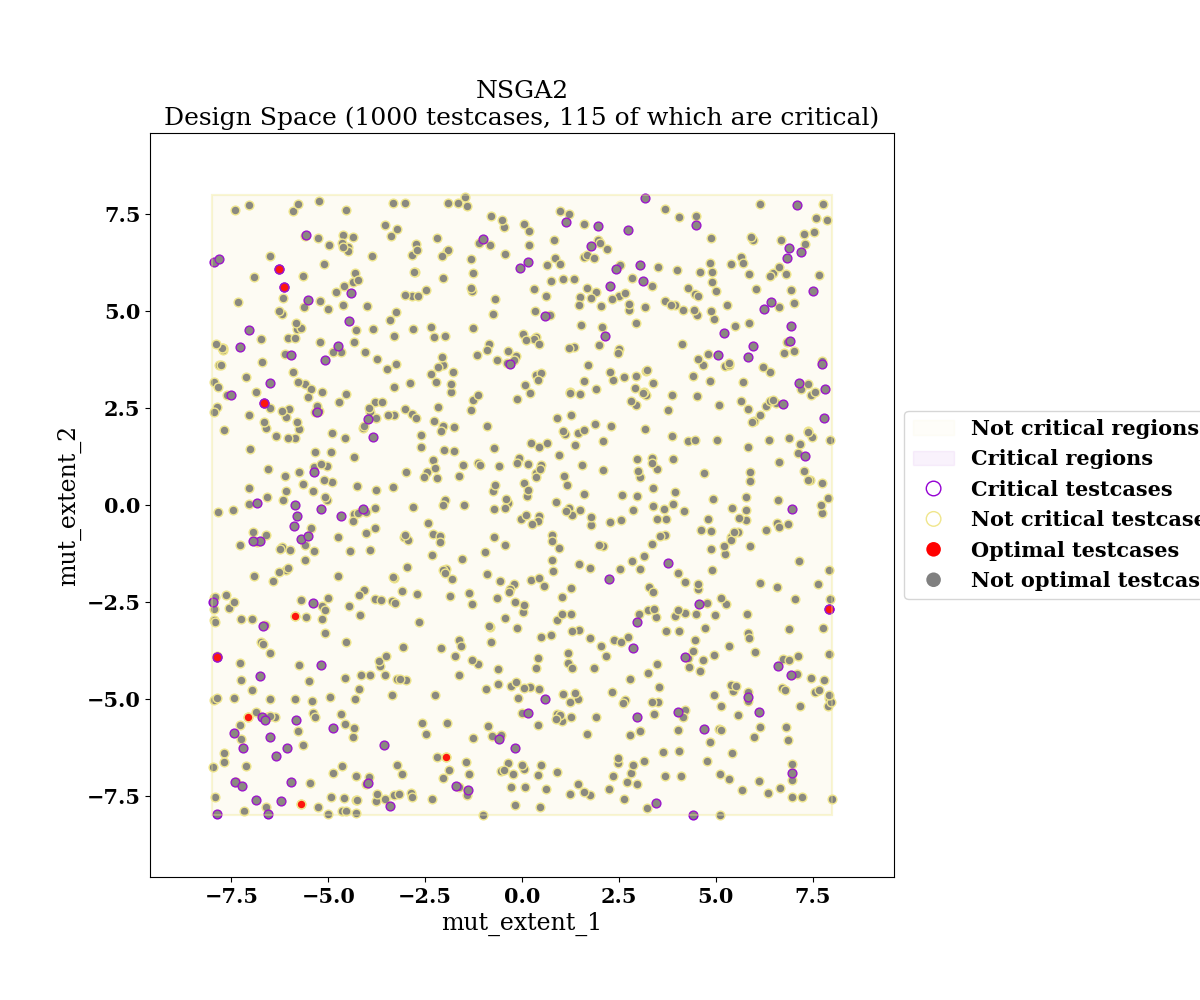 NSGA2
Design Space (1000 testcases, 115 of which are critical)
7.5
5.0
2.5
0.0
−2.5
−5.0
−7.5
mut_extent_2
−7.5
−5.0
−2.5
0.0
2.5
5.0
7.5
mut_extent_1
Not critical regions
Critical regions
Critical testcases
Not critical testcase
Optimal testcases
Not optimal testcas